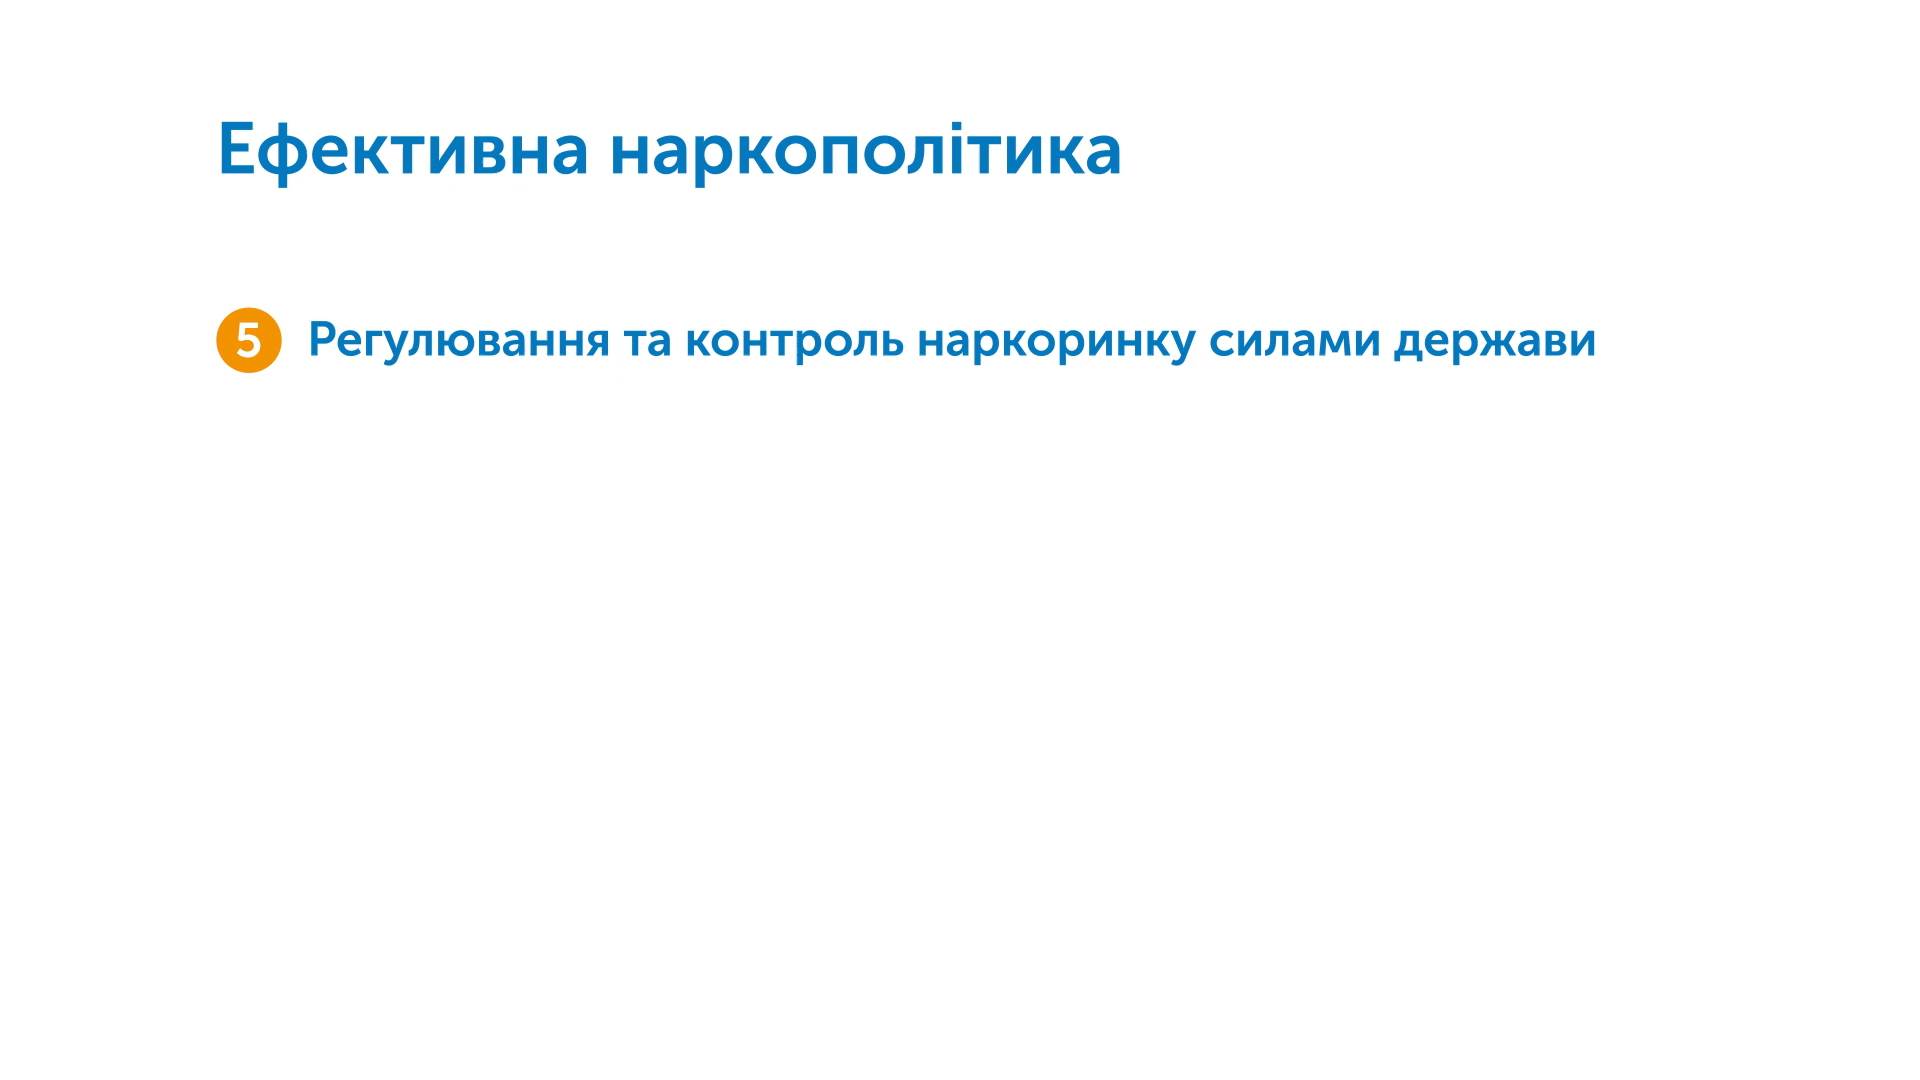 Ефективна наркополітика
5 Регулювання та контроль наркоринку силами держави